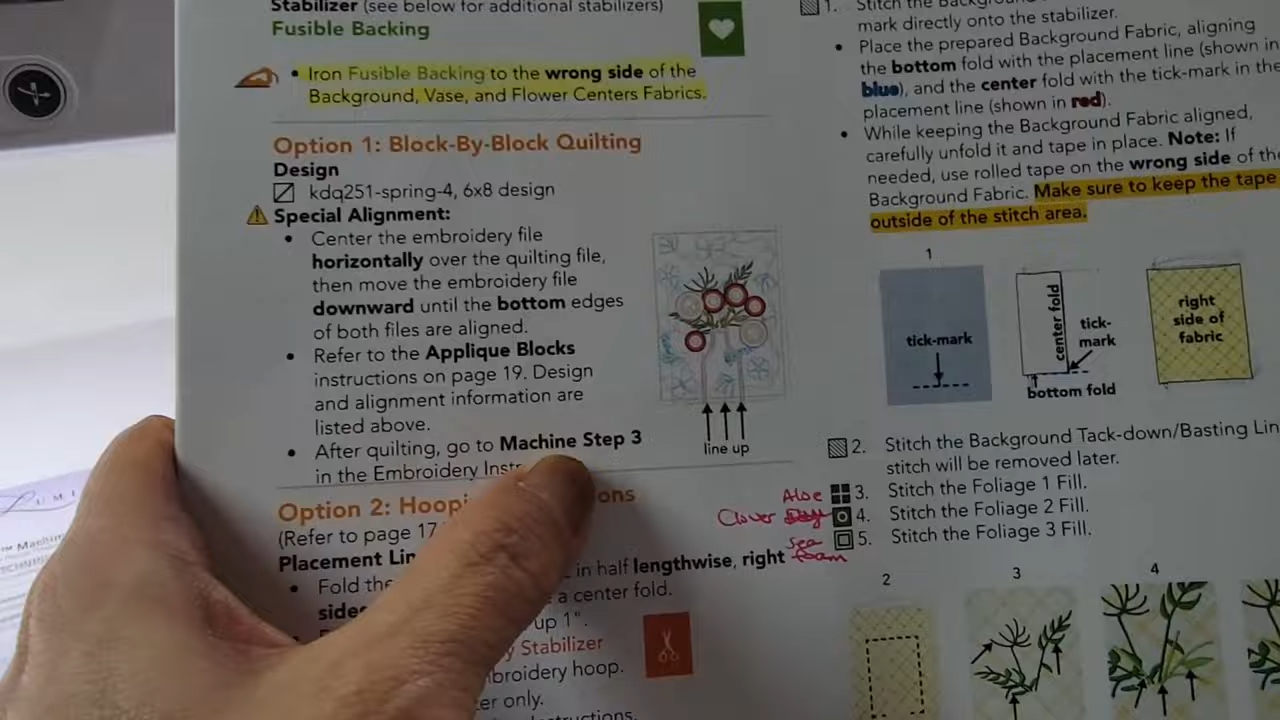 Stabilizer (see below for additional stabilizers)
Fusible Backing
• Iron Fusible Backing to the wrong side of the
Background, Vase, and Flower Centers Fabrics.
Option 1: Block-By-Block Quilting
Design
kdq251-spring-4, 6x8 design
Special Alignment:
• Center the embroidery file
horizontally over the quilting file,
then move the embroidery file
downward until the bottom edges
of both files are aligned.
• Refer to the Applique Blocks
instructions on page 19. Design
and alignment information are
listed above.
• After quilting, go to Machine Step 3
in the Embroidery
line up
Option 2:
(Refer to page 17
Placement
• Fold the
in half lengthwise, right
a center fold.
up 1".
Stabilizer
hoop.
only.
1. Stitch the
mark directly onto the stabilizer.
• Place the prepared Background Fabric, aligning
the bottom fold with the placement line (shown in
blue), and the center fold with the tick-mark in the
placement line (shown in red).
• While keeping the Background Fabric aligned,
carefully unfold it and tape in place. Note: If
needed, use rolled tape on the wrong side of the
Background Fabric. Make sure to keep the tape
outside of the stitch area.
1
tick-mark
center fold
tick-
mark
bottom fold
right
side of
fabric
2. Stitch the Background Tack-down/Basting
stitch will be removed later.
Aloe 3. Stitch the Foliage 1 Fill.
Clover 4. Stitch the Foliage 2 Fill.
sea foam 5. Stitch the Foliage 3 Fill.
2
3
4